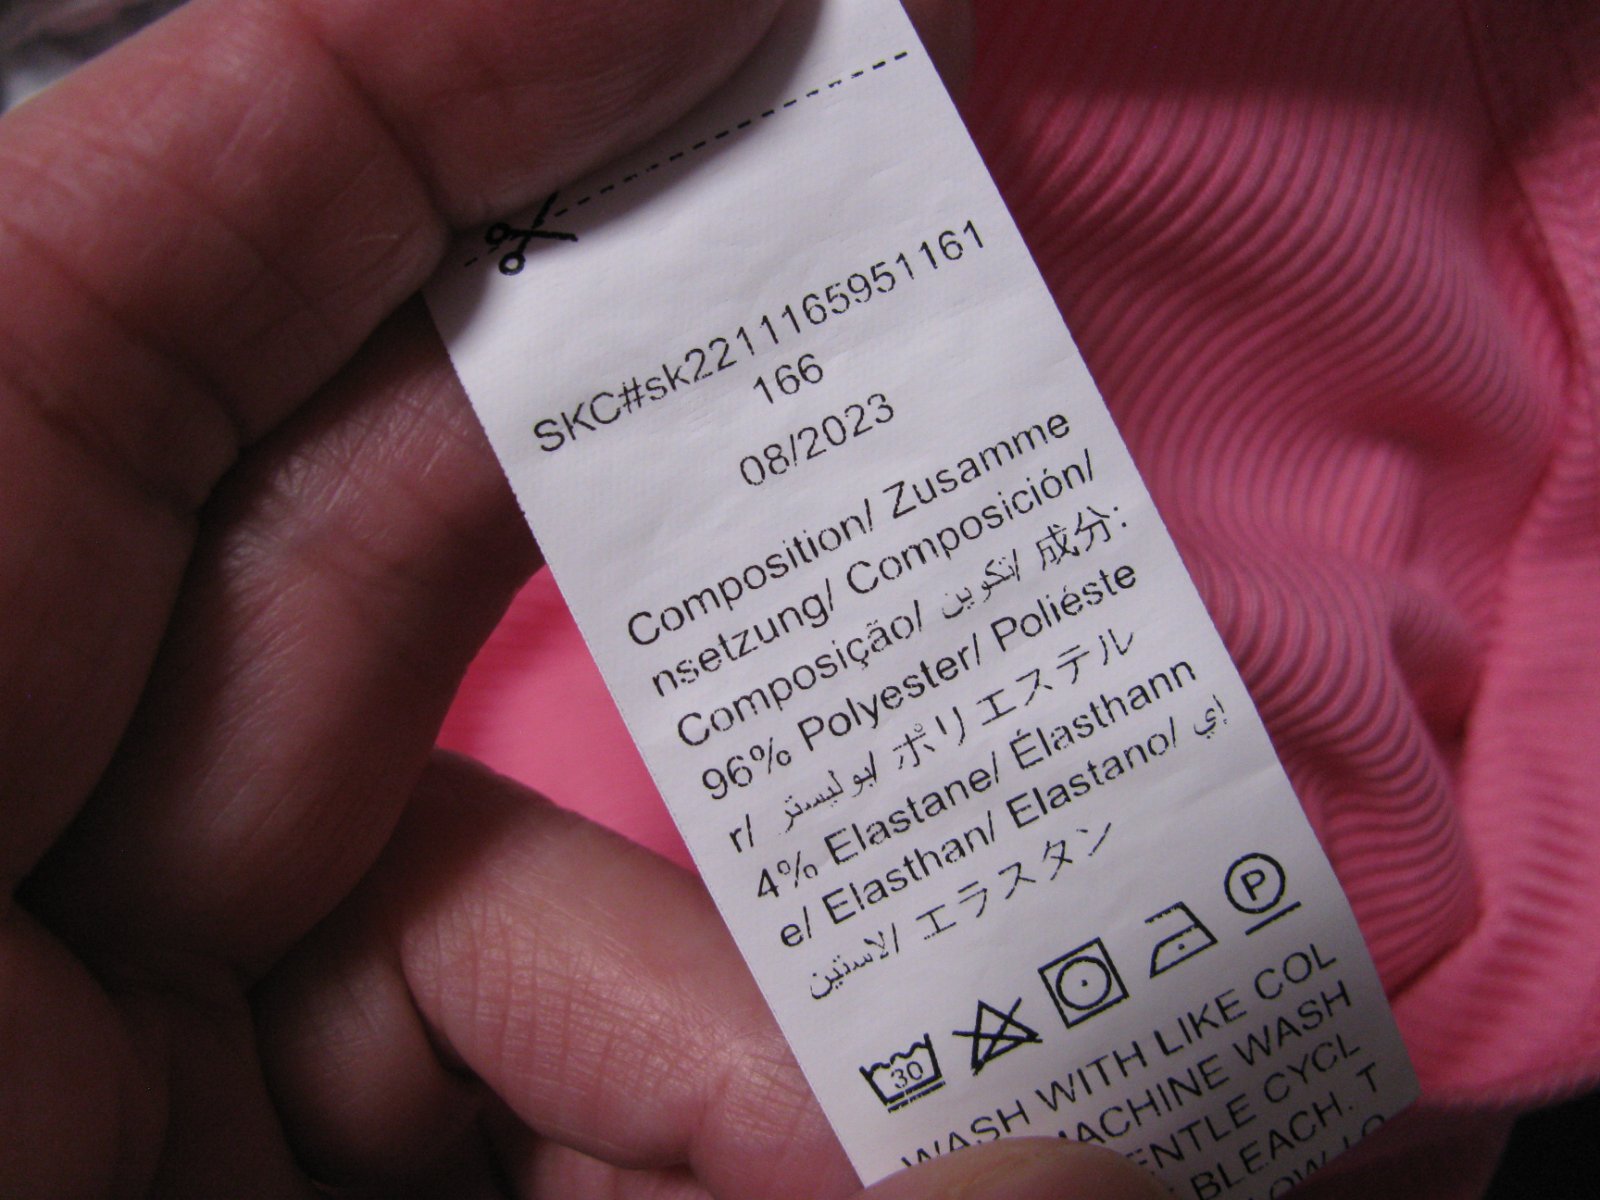 SKC#sk2211165951161
166
08/2023
Composition/ Zusamme
nsetzung/ Composición/
Composição/ تكوين/ 成分:
96% Polyester/ Poliéste
r/ بوليستر/ ポリエステル
4% Elastane/ Élasthann
e/ Elasthan/ Elastano/ إي
لاستين/ エラスタン
30
P
WASH WITH LIKE COL
MACHINE WASH
GENTLE CYCL
BLEACH. T
LOW